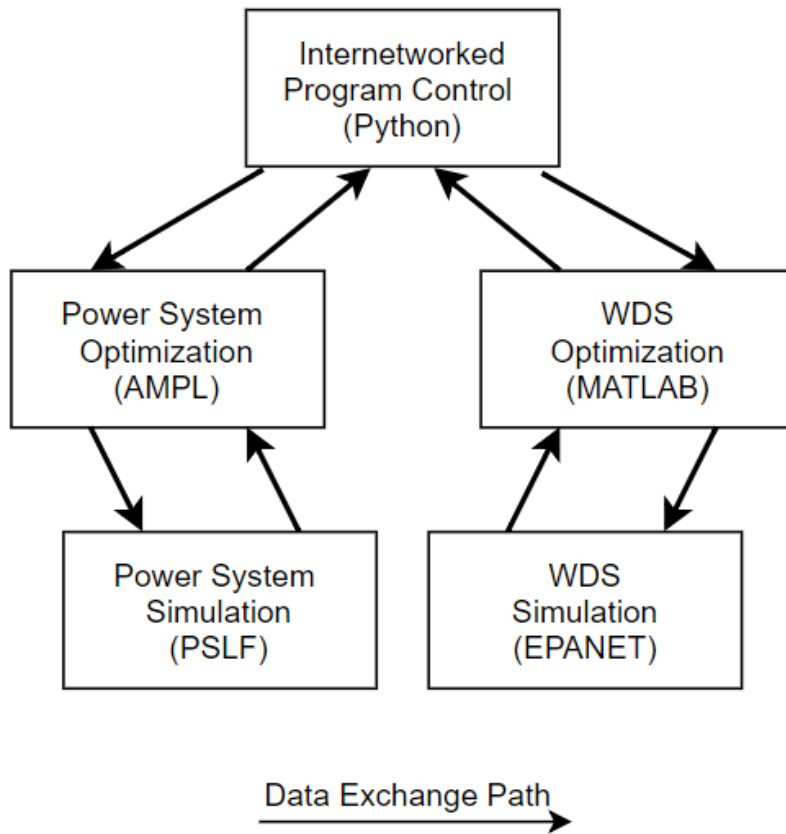 Internetworked
Program Control
(Python)
Power System
Optimization
(AMPL)
WDS
Optimization
(MATLAB)
Power System
Simulation
(PSLF)
WDS
Simulation
(EPANET)
Data Exchange Path